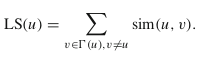 LS(u) = ∑ sim(u, v).
v∈Γ(u),v≠u